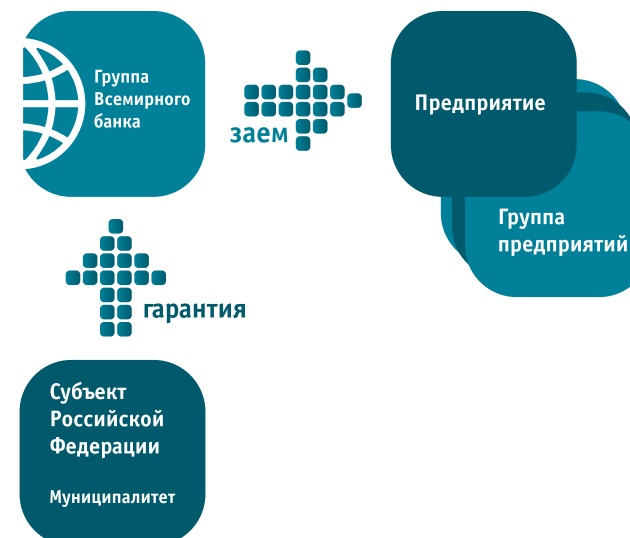 Группа
Всемирного
банка
заем
Предприятие
Группа
предприятий
гарантия
Субъект
Российской
Федерации
Муниципалитет